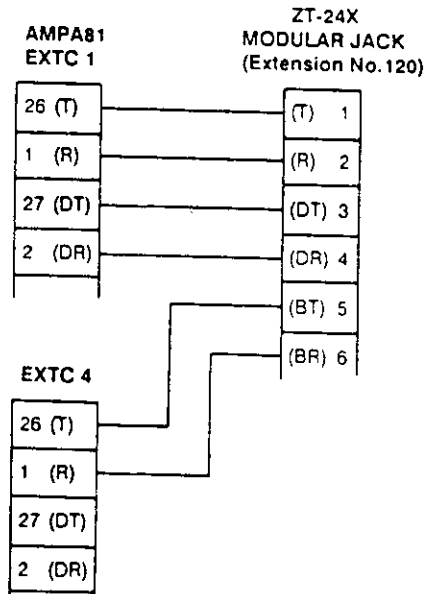 AMPA81
EXTC 1
26 (T)
1 (R)
27 (DT)
2 (DR)
ZT-24X
MODULAR JACK
(Extension No. 120)
(T) 1
(R) 2
(DT) 3
(DR) 4
(BT) 5
(BR) 6
EXTC 4
26 (T)
1 (R)
27 (DT)
2 (DR)